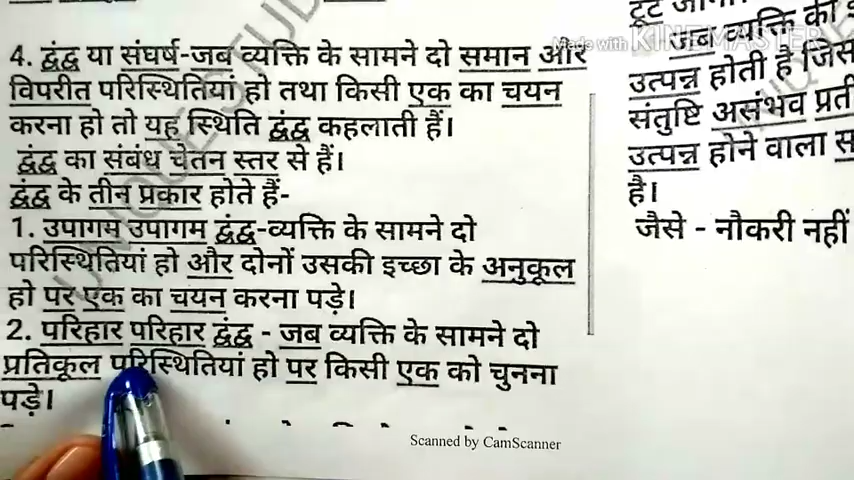 4. द्वंद्व या संघर्ष-जब व्यक्ति के सामने दो समान और
विपरीत परिस्थितियां हो तथा किसी एक का चयन
करना हो तो यह स्थिति द्वंद्व कहलाती हैं।
द्वंद्व का संबंध चेतन स्तर से हैं।
द्वंद्व के तीन प्रकार होते हैं-
1. उपागम उपागम द्वंद्व-व्यक्ति के सामने दो
परिस्थितियां हो और दोनों उसकी इच्छा के अनुकूल
हो पर एक का चयन करना पड़े।
2. परिहार परिहार द्वंद्व - जब व्यक्ति के सामने दो
प्रतिकूल परिस्थितियां हो पर किसी एक को चुनना
पड़े।
Scanned by CamScanner
टूट
जब व्यक्ति की
उत्पन्न होती है जिस
संतुष्टि असंभव प्रती
उत्पन्न होने वाला स
है।
जैसे - नौकरी नहीं
Made with KINEMASTER